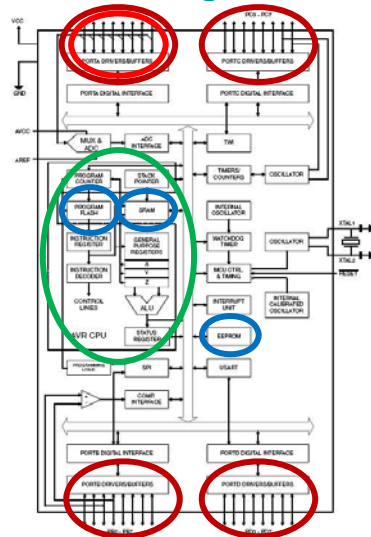 PC0 - PC7
PORTA DRIVERS/BUFFERS
PORTC DRIVERS/BUFFERS
GND
PORTA DIGITAL INTERFACE
PORTC DIGITAL INTERFACE
AVCC
MUX &
ADC
ADC
INTERFACE
TWI
AREF
PROGRAM
COUNTER
STACK
POINTER
TIMERS/
COUNTERS
OSCILLATOR
PROGRAM
FLASH
SRAM
INTERNAL
OSCILLATOR
XTAL1
INSTRUCTION
REGISTER
GENERAL
PURPOSE
REGISTERS
WATCHDOG
TIMER
OSCILLATOR
X
Y
Z
XTAL2
INSTRUCTION
DECODER
MCU CTRL
& TIMING
RESET
CONTROL
LINES
ALU
INTERRUPT
UNIT
INTERNAL
CALIBRATED
OSCILLATOR
AVR CPU
STATUS
REGISTER
EEPROM
PROGRAMMING
LOGIC
SPI
USART
+
-
COMP.
INTERFACE
PORTB DIGITAL INTERFACE
PORTD DIGITAL INTERFACE
PORTB DRIVERS/BUFFERS
PORTD DRIVERS/BUFFERS
PB0 - PB7
PD0 - PD7